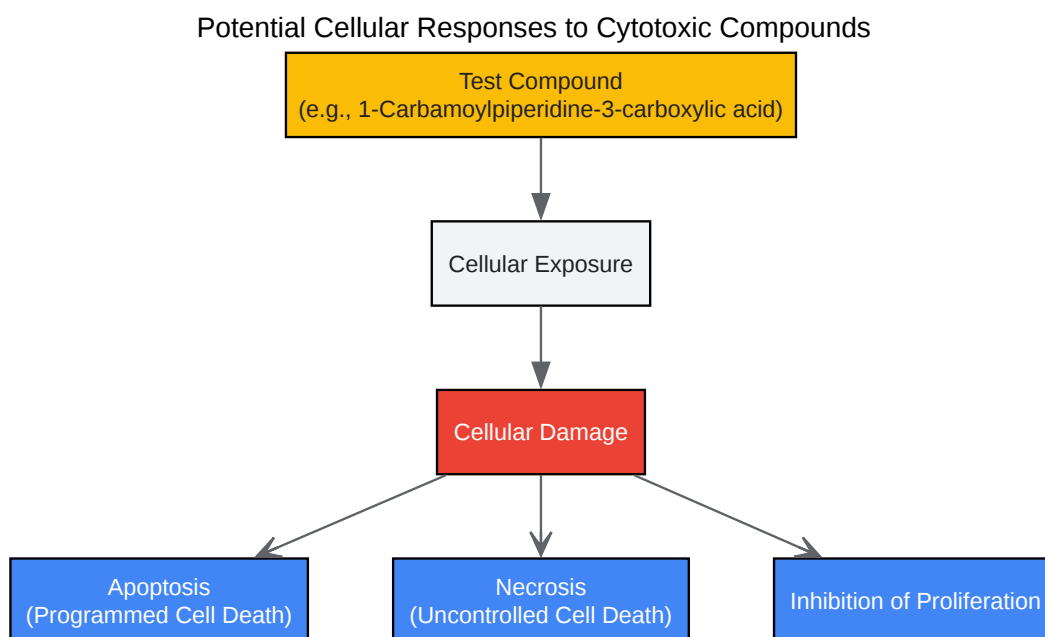 Potential Cellular Responses to Cytotoxic Compounds
Test Compound
(e.g., 1-Carbamoylpiperidine-3-carboxylic acid)
Cellular Exposure
Cellular Damage
Apoptosis
(Programmed Cell Death)
Necrosis
(Uncontrolled Cell Death)
Inhibition of Proliferation